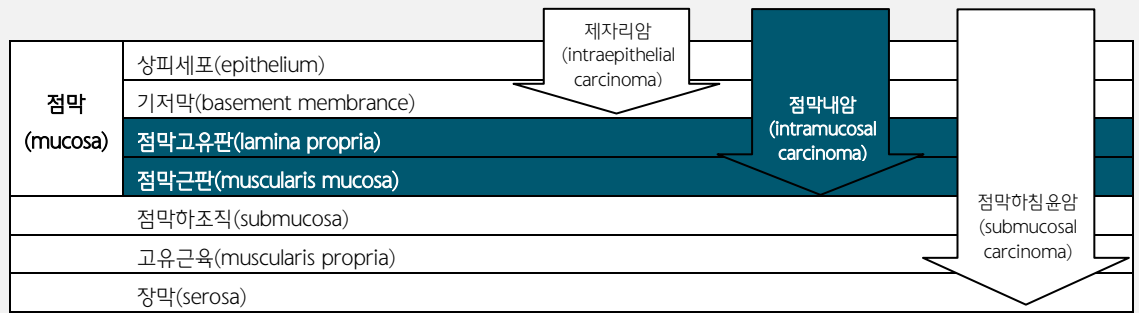 제자리암
(intraepithelial
carcinoma)
점막내암
(intramucosal
carcinoma)
점막하침윤암
(submucosal
carcinoma)
점막
(mucosa)
상피세포(epithelium)
기저막(basement membrance)
점막고유판(lamina propria)
점막근판(muscularis mucosa)
점막하조직(submucosa)
고유근육(muscularis propria)
장막(serosa)